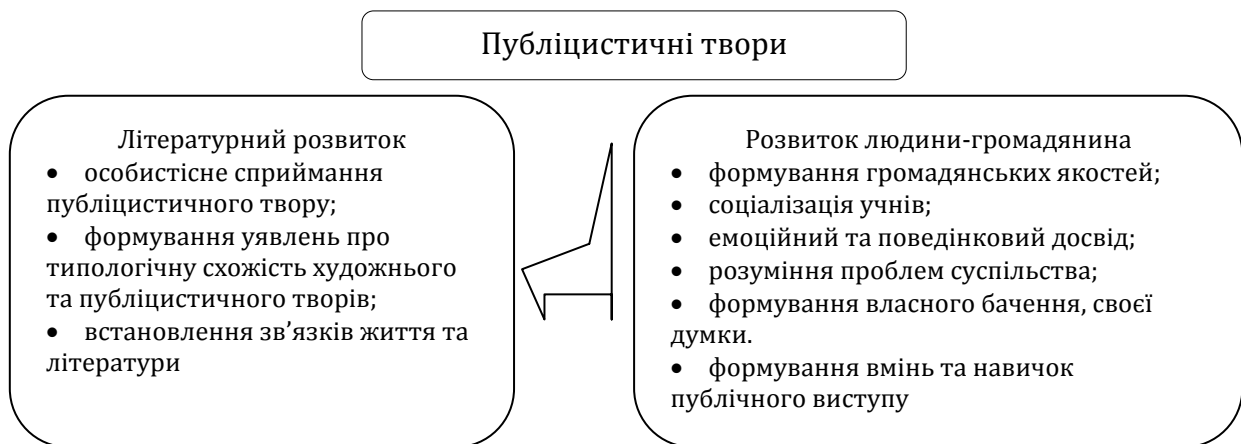 Публіцистичні твори
Літературний розвиток
• особистісне сприймання
публіцистичного твору;
• формування уявлень про
типологічну схожість художнього
та публіцистичного творів;
• встановлення зв’язків життя та
літератури
Розвиток людини-громадянина
• формування громадянських якостей;
• соціалізація учнів;
• емоційний та поведінковий досвід;
• розуміння проблем суспільства;
• формування власного бачення, своєї
думки.
• формування вмінь та навичок
публічного виступу